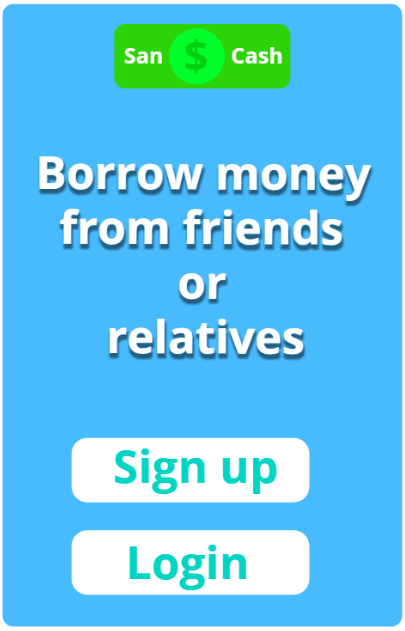 San $ Cash
Borrow money
from friends
or
relatives
Sign up
Login